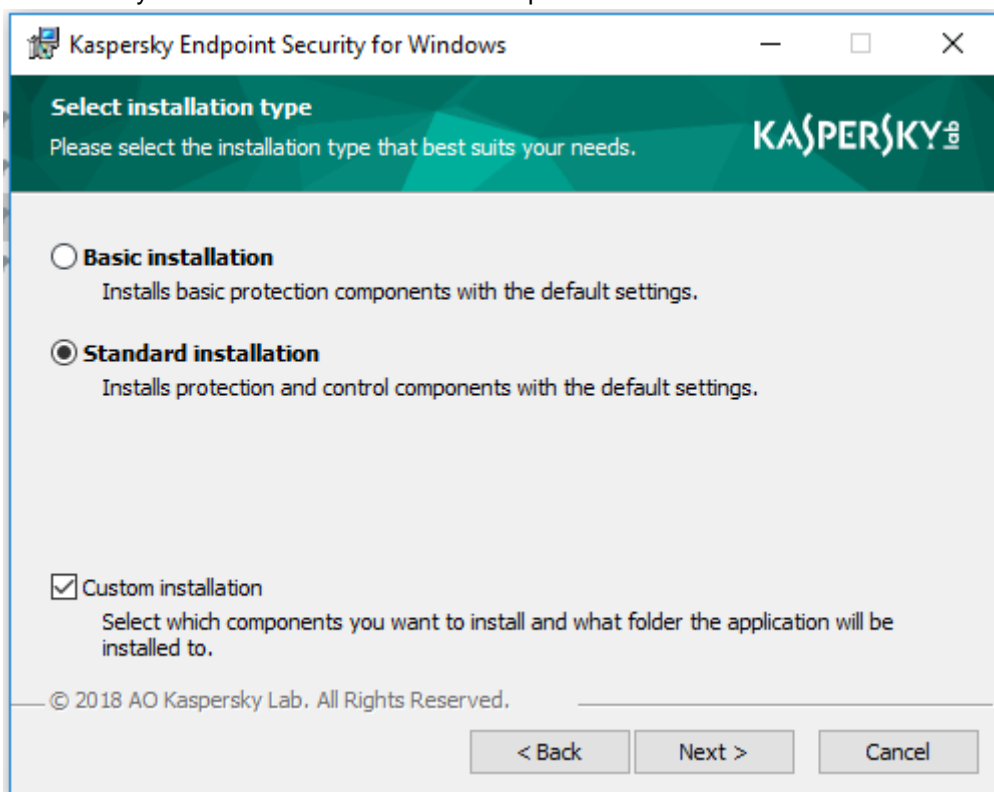 Kaspersky Endpoint Security for Windows
Select installation type
Please select the installation type that best suits your needs.
KASPERSKY lab
Basic installation
Installs basic protection components with the default settings.
Standard installation
Installs protection and control components with the default settings.
Custom installation
Select which components you want to install and what folder the application will be
installed to.
© 2018 AO Kaspersky Lab. All Rights Reserved.
< Back
Next >
Cancel